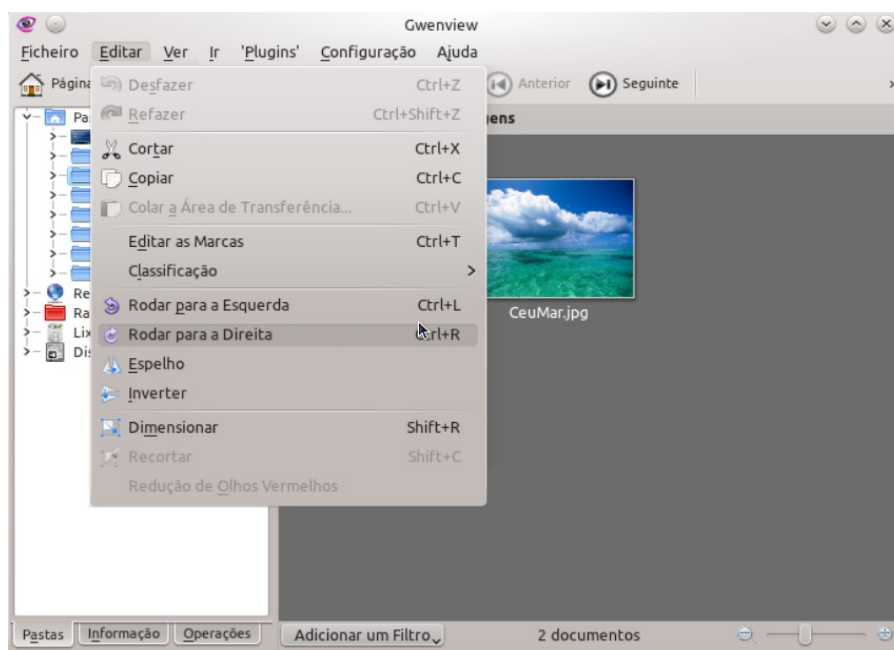 Gwenview
Ficheiro Editar Ver Ir 'Plugins' Configuração Ajuda
Anterior Seguinte
Desfazer Ctrl+Z
Refazer Ctrl+Shift+Z
Cortar Ctrl+X
Copiar Ctrl+C
Colar a Área de Transferência... Ctrl+V
Editar as Marcas Ctrl+T
Classificação
Rodar para a Esquerda Ctrl+L
Rodar para a Direita Ctrl+R
Espelho
Inverter
Dimensionar Shift+R
Recortar Shift+C
Redução de Olhos Vermelhos
CeuMar.jpg
Pastas Informação Operações Adicionar um Filtro 2 documentos